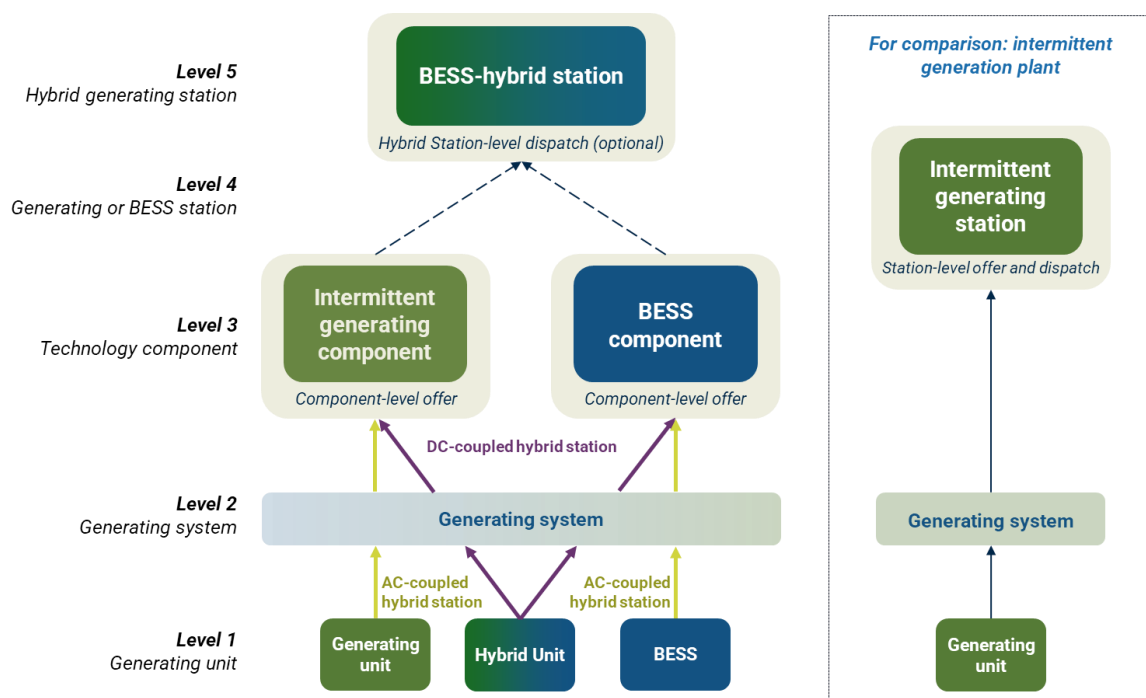 Level 5
Hybrid generating station
BESS-hybrid station
Hybrid Station-level dispatch (optional)
Level 4
Generating or BESS station
Level 3
Technology component
Intermittent
generating
component
Component-level offer
BESS
component
Component-level offer
DC-coupled hybrid station
Level 2
Generating system
Generating system
AC-coupled
hybrid station
AC-coupled
hybrid station
Level 1
Generating unit
Generating
unit
Hybrid Unit
BESS
For comparison: intermittent
generation plant
Intermittent
generating
station
Station-level offer and dispatch
Generating system
Generating
unit